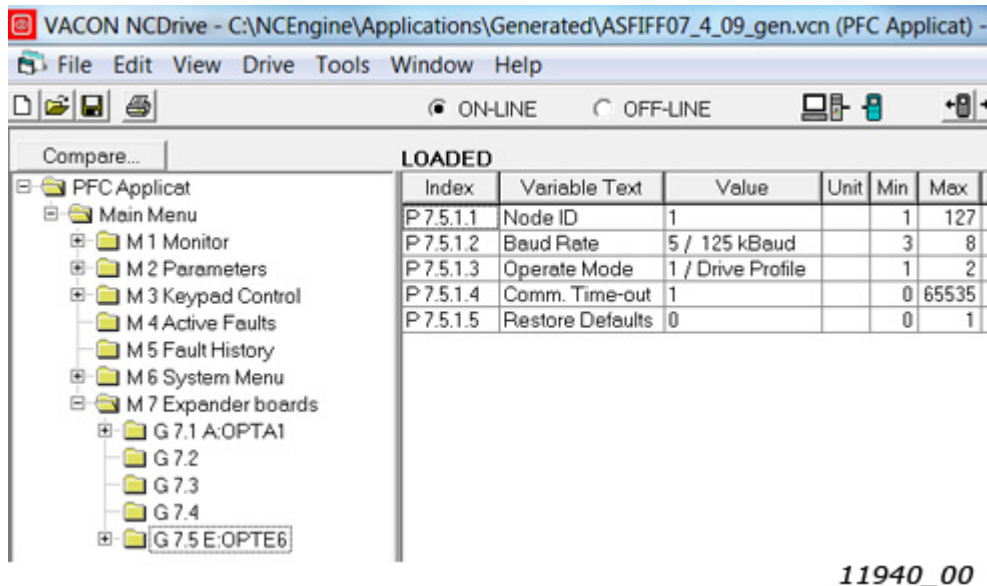 VACON NCDrive - C:\NCEngine\Applications\Generated\ASFIFF07_4_09_gen.vcn (PFC Applicat) -
File Edit View Drive Tools Window Help
ON-LINE OFF-LINE
Compare...
LOADED
PFC Applicat
Main Menu
M 1 Monitor
M 2 Parameters
M 3 Keypad Control
M 4 Active Faults
M 5 Fault History
M 6 System Menu
M 7 Expander boards
G 7.1 A:OPTA1
G 7.2
G 7.3
G 7.4
G 7.5 E:OPTE6
Index Variable Text Value Unit Min Max
P 7.5.1.1 Node ID 1 1 127
P 7.5.1.2 Baud Rate 5 / 125 kBaud 3 8
P 7.5.1.3 Operate Mode 1 / Drive Profile 1 2
P 7.5.1.4 Comm. Time-out 1 0 65535
P 7.5.1.5 Restore Defaults 0 0 1
11940_00